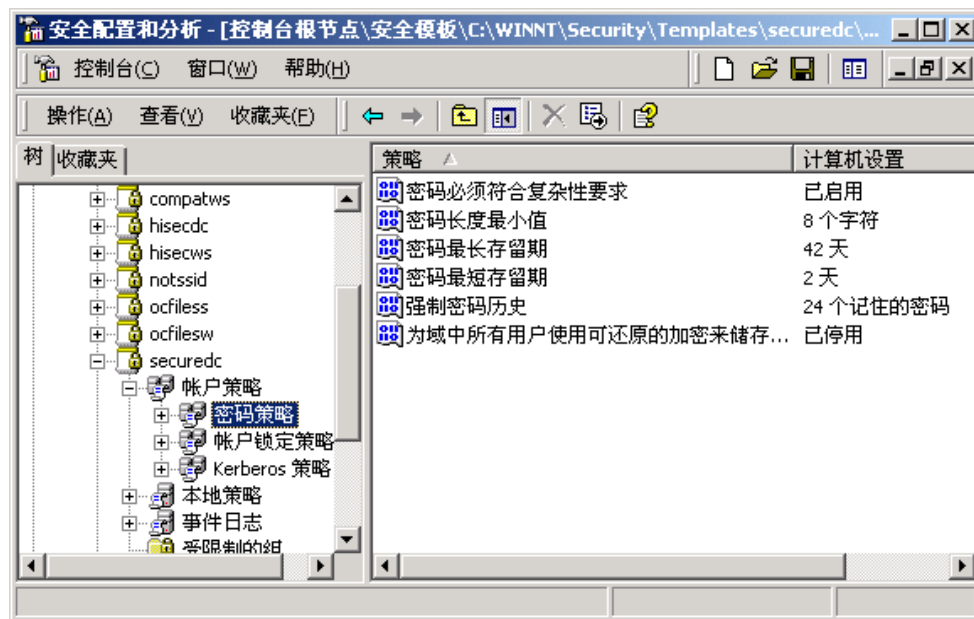 安全配置和分析 - [控制台根节点\安全模板\C:\WINNT\Security\Templates\securedc\...
控制台(C) 窗口(W) 帮助(H)
操作(A) 查看(V) 收藏夹(F)
树 收藏夹
策略 计算机设置
compatws
hisecdc
hisecws
notssid
ocfiless
ocfilesw
securedc
帐户策略
密码策略
帐户锁定策略
Kerberos 策略
本地策略
事件日志
受限制的组
密码必须符合复杂性要求 已启用
密码长度最小值 8 个字符
密码最长存留期 42 天
密码最短存留期 2 天
强制密码历史 24 个记住的密码
为域中所有用户使用可还原的加密来储存... 已停用